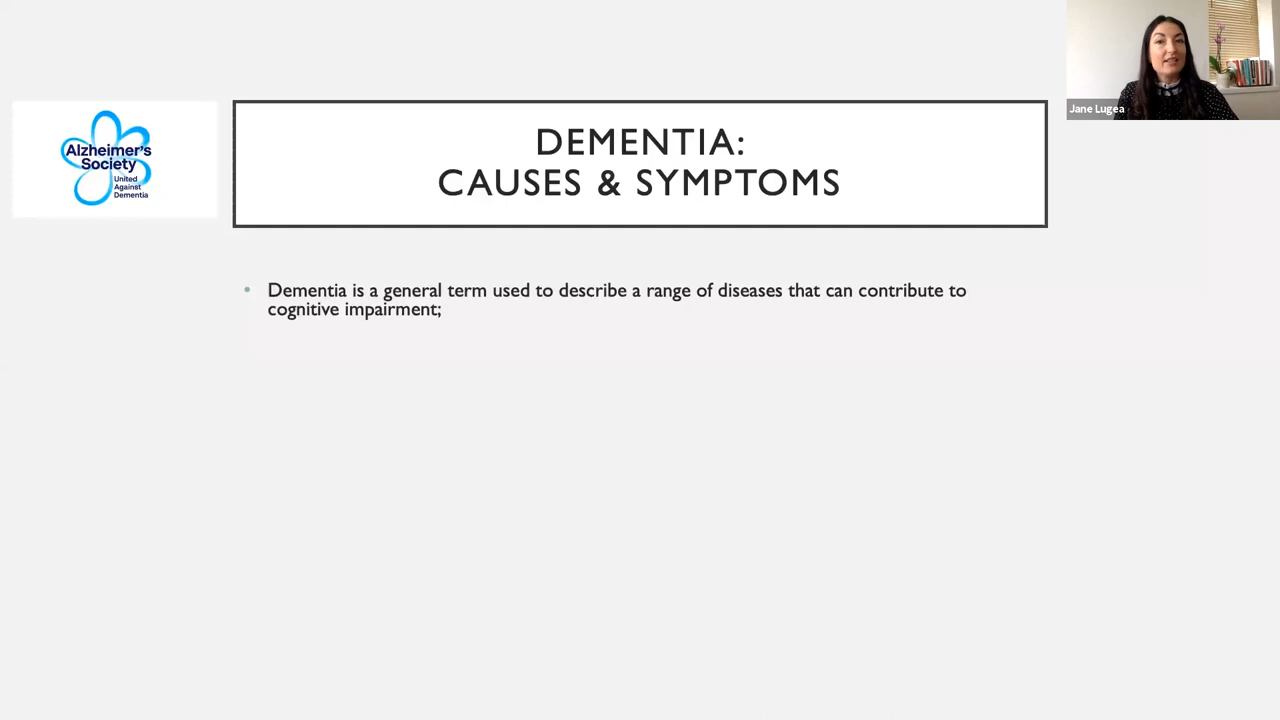 Jane Lugea
Alzheimer's
Society
United
Against
Dementia
DEMENTIA:
CAUSES & SYMPTOMS
• Dementia is a general term used to describe a range of diseases that can contribute to
cognitive impairment;